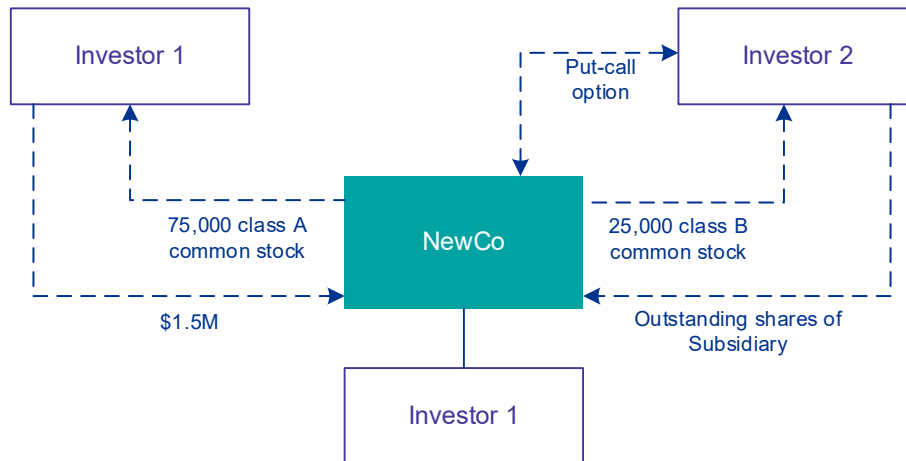 Investor 1
Investor 2
Put-call
option
75,000 class A
common stock
NewCo
25,000 class B
common stock
$1.5M
Outstanding shares of
Subsidiary
Investor 1